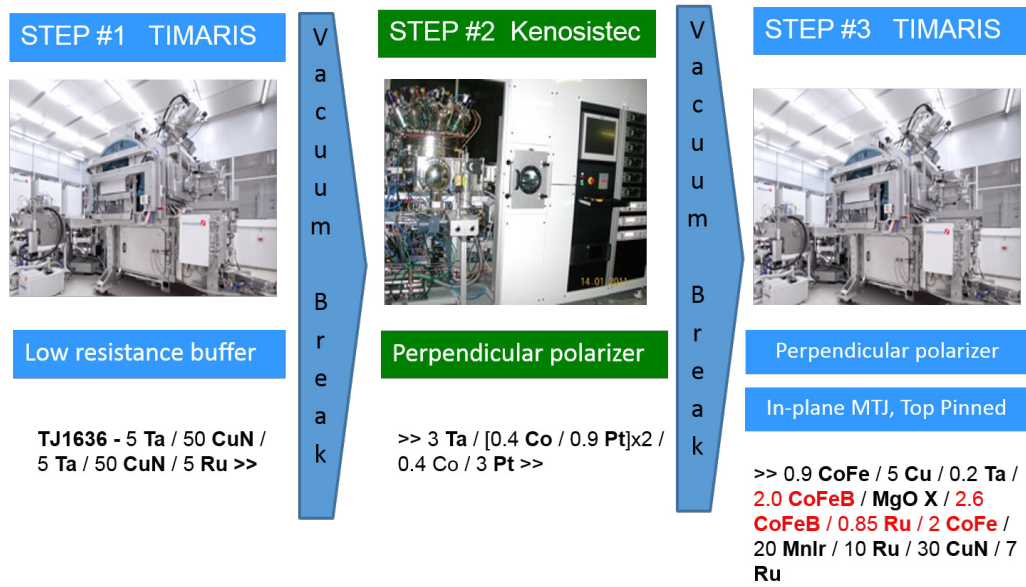 STEP #1 TIMARIS
Low resistance buffer
TJ1636 - 5 Ta / 50 CuN /
5 Ta / 50 CuN / 5 Ru >>
Vacuum Break
STEP #2 Kenosistec
14.01.2011
Perpendicular polarizer
>> 3 Ta / [0.4 Co / 0.9 Pt]x2 /
0.4 Co / 3 Pt >>
Vacuum Break
STEP #3 TIMARIS
Perpendicular polarizer
In-plane MTJ, Top Pinned
>> 0.9 CoFe / 5 Cu / 0.2 Ta /
2.0 CoFeB / MgO X / 2.6
CoFeB / 0.85 Ru / 2 CoFe /
20 MnIr / 10 Ru / 30 CuN / 7
Ru